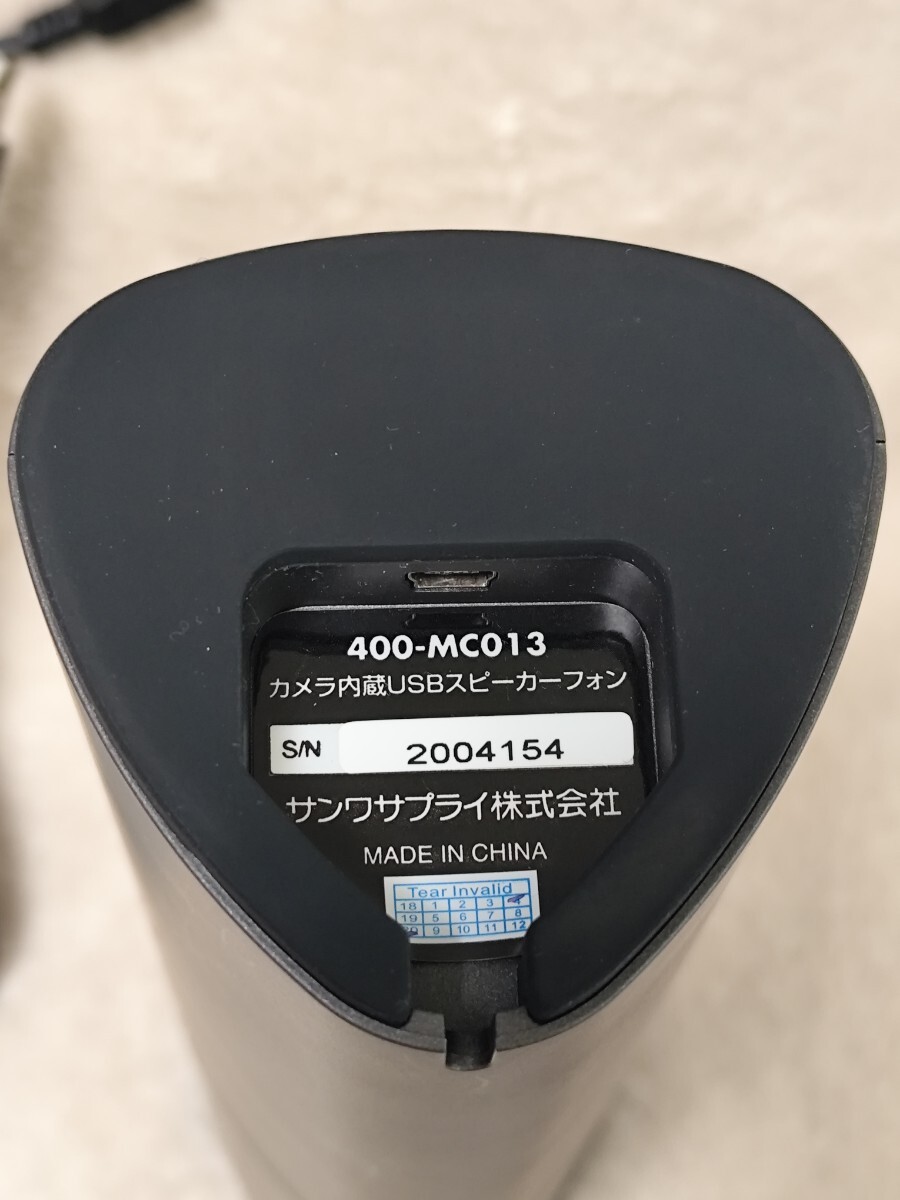 400-MC013
カメラ内蔵USBスピーカーフォン
S/N 2004154
サンワサプライ株式会社
MADE IN CHINA
Tear Invalid
18 1 2 3
19 5 6 7 8
9 10 11 12